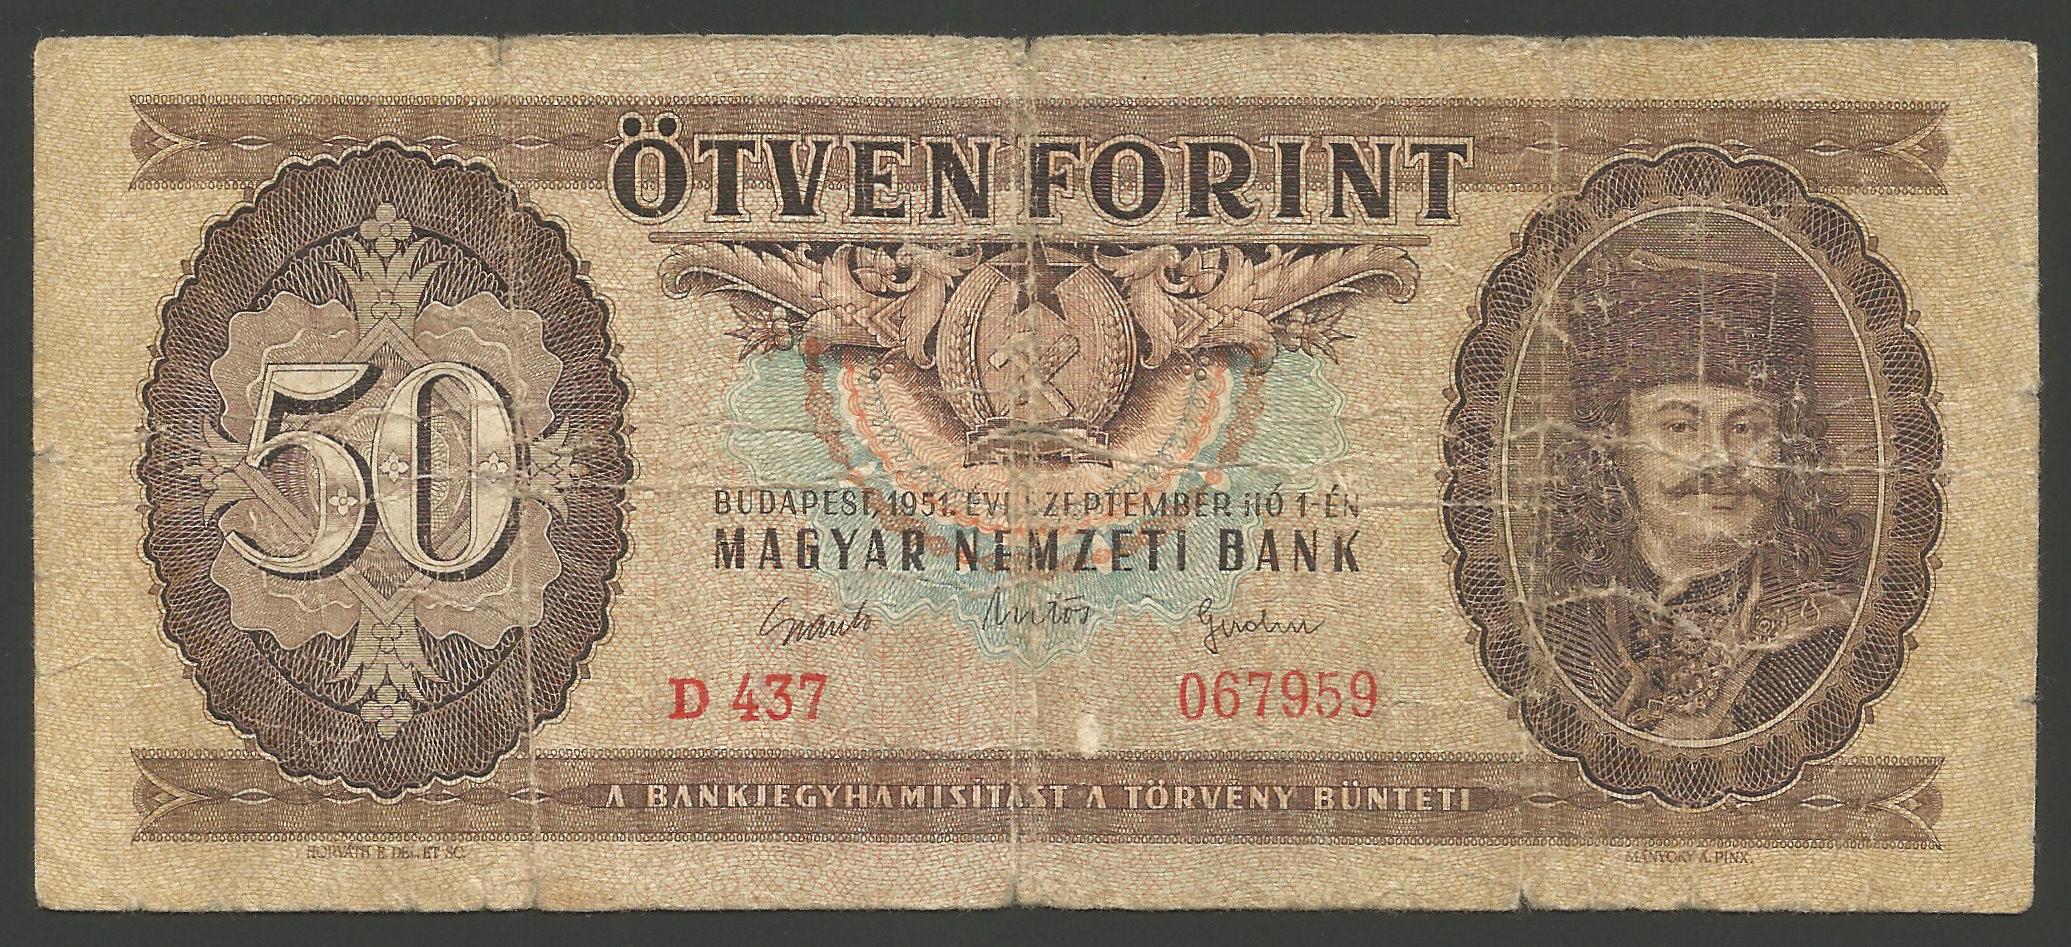 ÖTVEN FORINT
50
BUDAPEST, 1951. ÉVI SZEPTEMBER HÓ 1-ÉN
MAGYAR NEMZETI BANK
D 437 067959
A BANKJEGYHAMISÍTÁST A TÖRVÉNY BÜNTETI
HORVÁTH E. DEL. ET SC. MÁNYOKY Á. PINX.